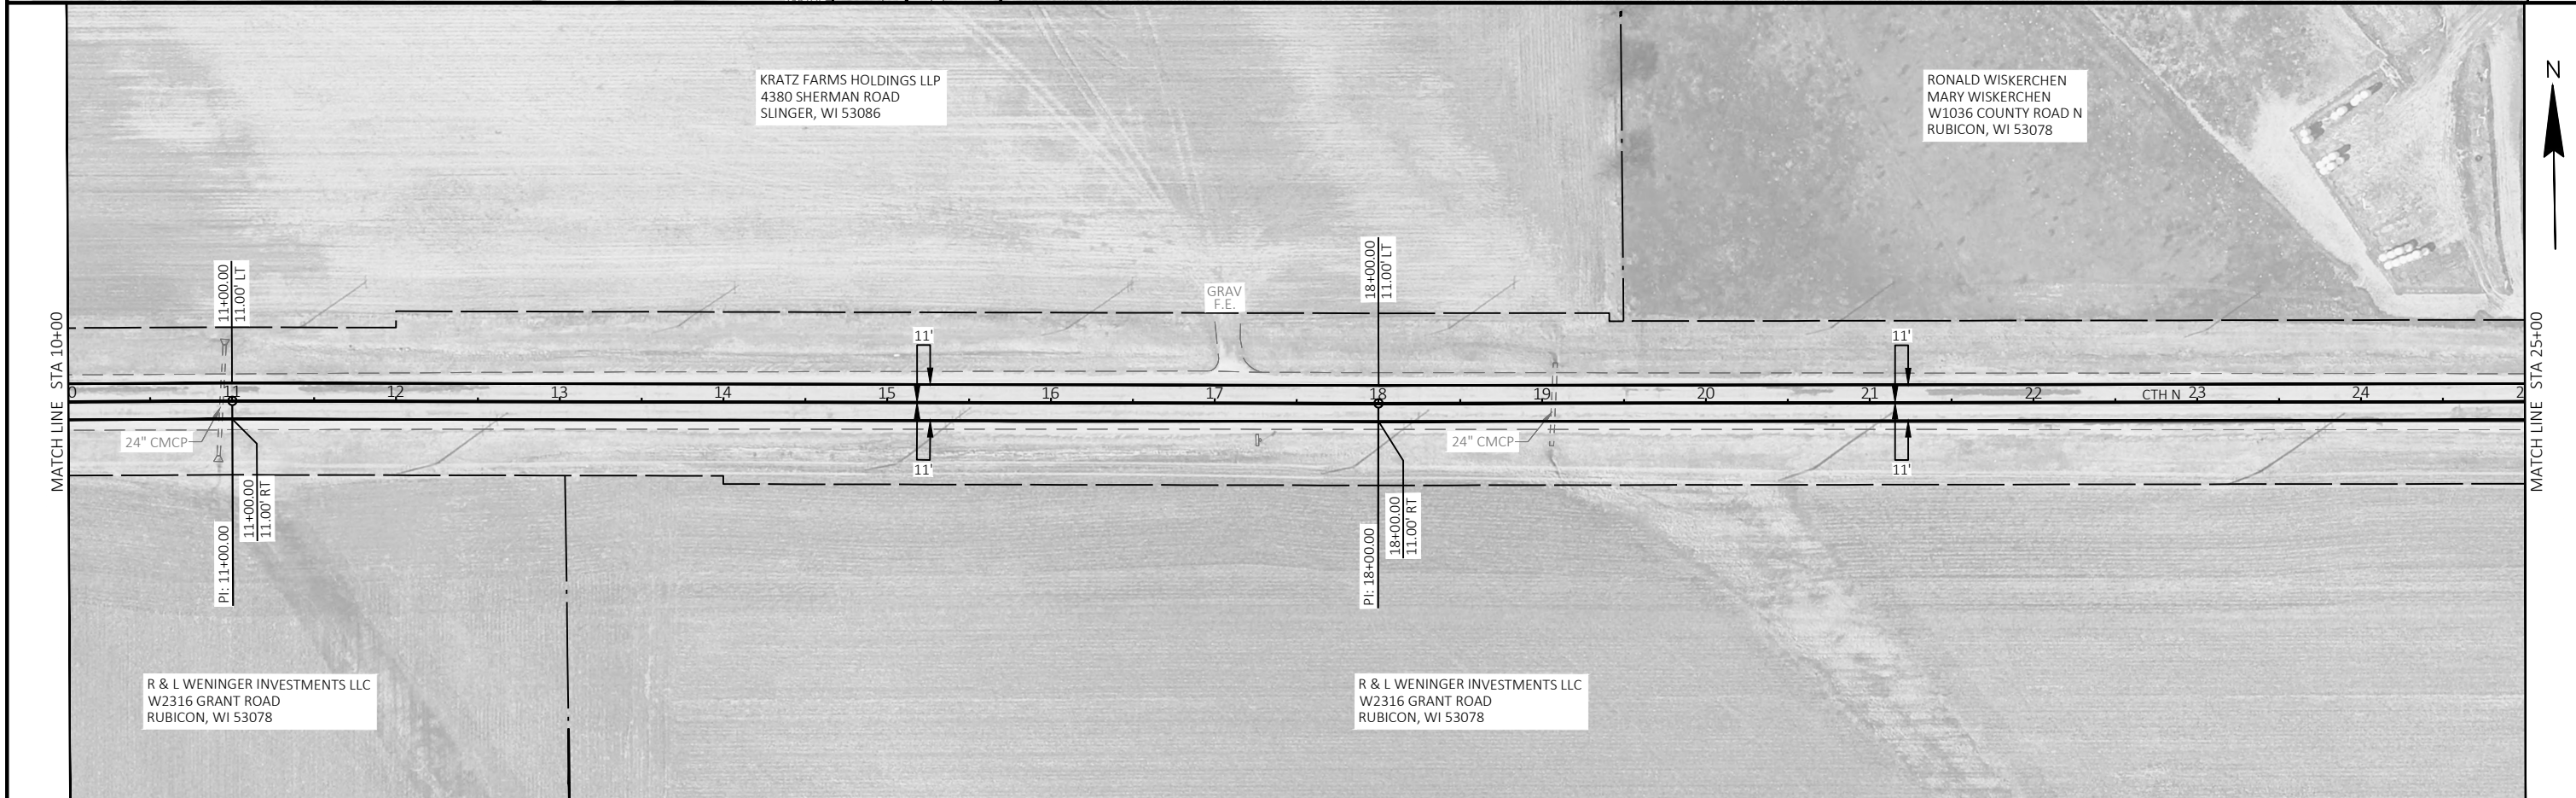 KRATZ FARMS HOLDINGS LLP
4380 SHERMAN ROAD
SLINGER, WI 53086
RONALD WISKERCHEN
MARY WISKERCHEN
W1036 COUNTY ROAD N
RUBICON, WI 53078
N
MATCH LINE STA 10+00
11+00.00
11.00' LT
GRAV
F.E.
18+00.00
11.00' LT
11'
11'
MATCH LINE STA 25+00
0 11 12 13 14 15 16 17 18 19 20 21 22 CTH N 23 24 2
24" CMCP
11'
24" CMCP
11'
PI: 11+00.00
11+00.00
11.00' RT
PI: 18+00.00
18+00.00
11.00' RT
R & L WENINGER INVESTMENTS LLC
W2316 GRANT ROAD
RUBICON, WI 53078
R & L WENINGER INVESTMENTS LLC
W2316 GRANT ROAD
RUBICON, WI 53078